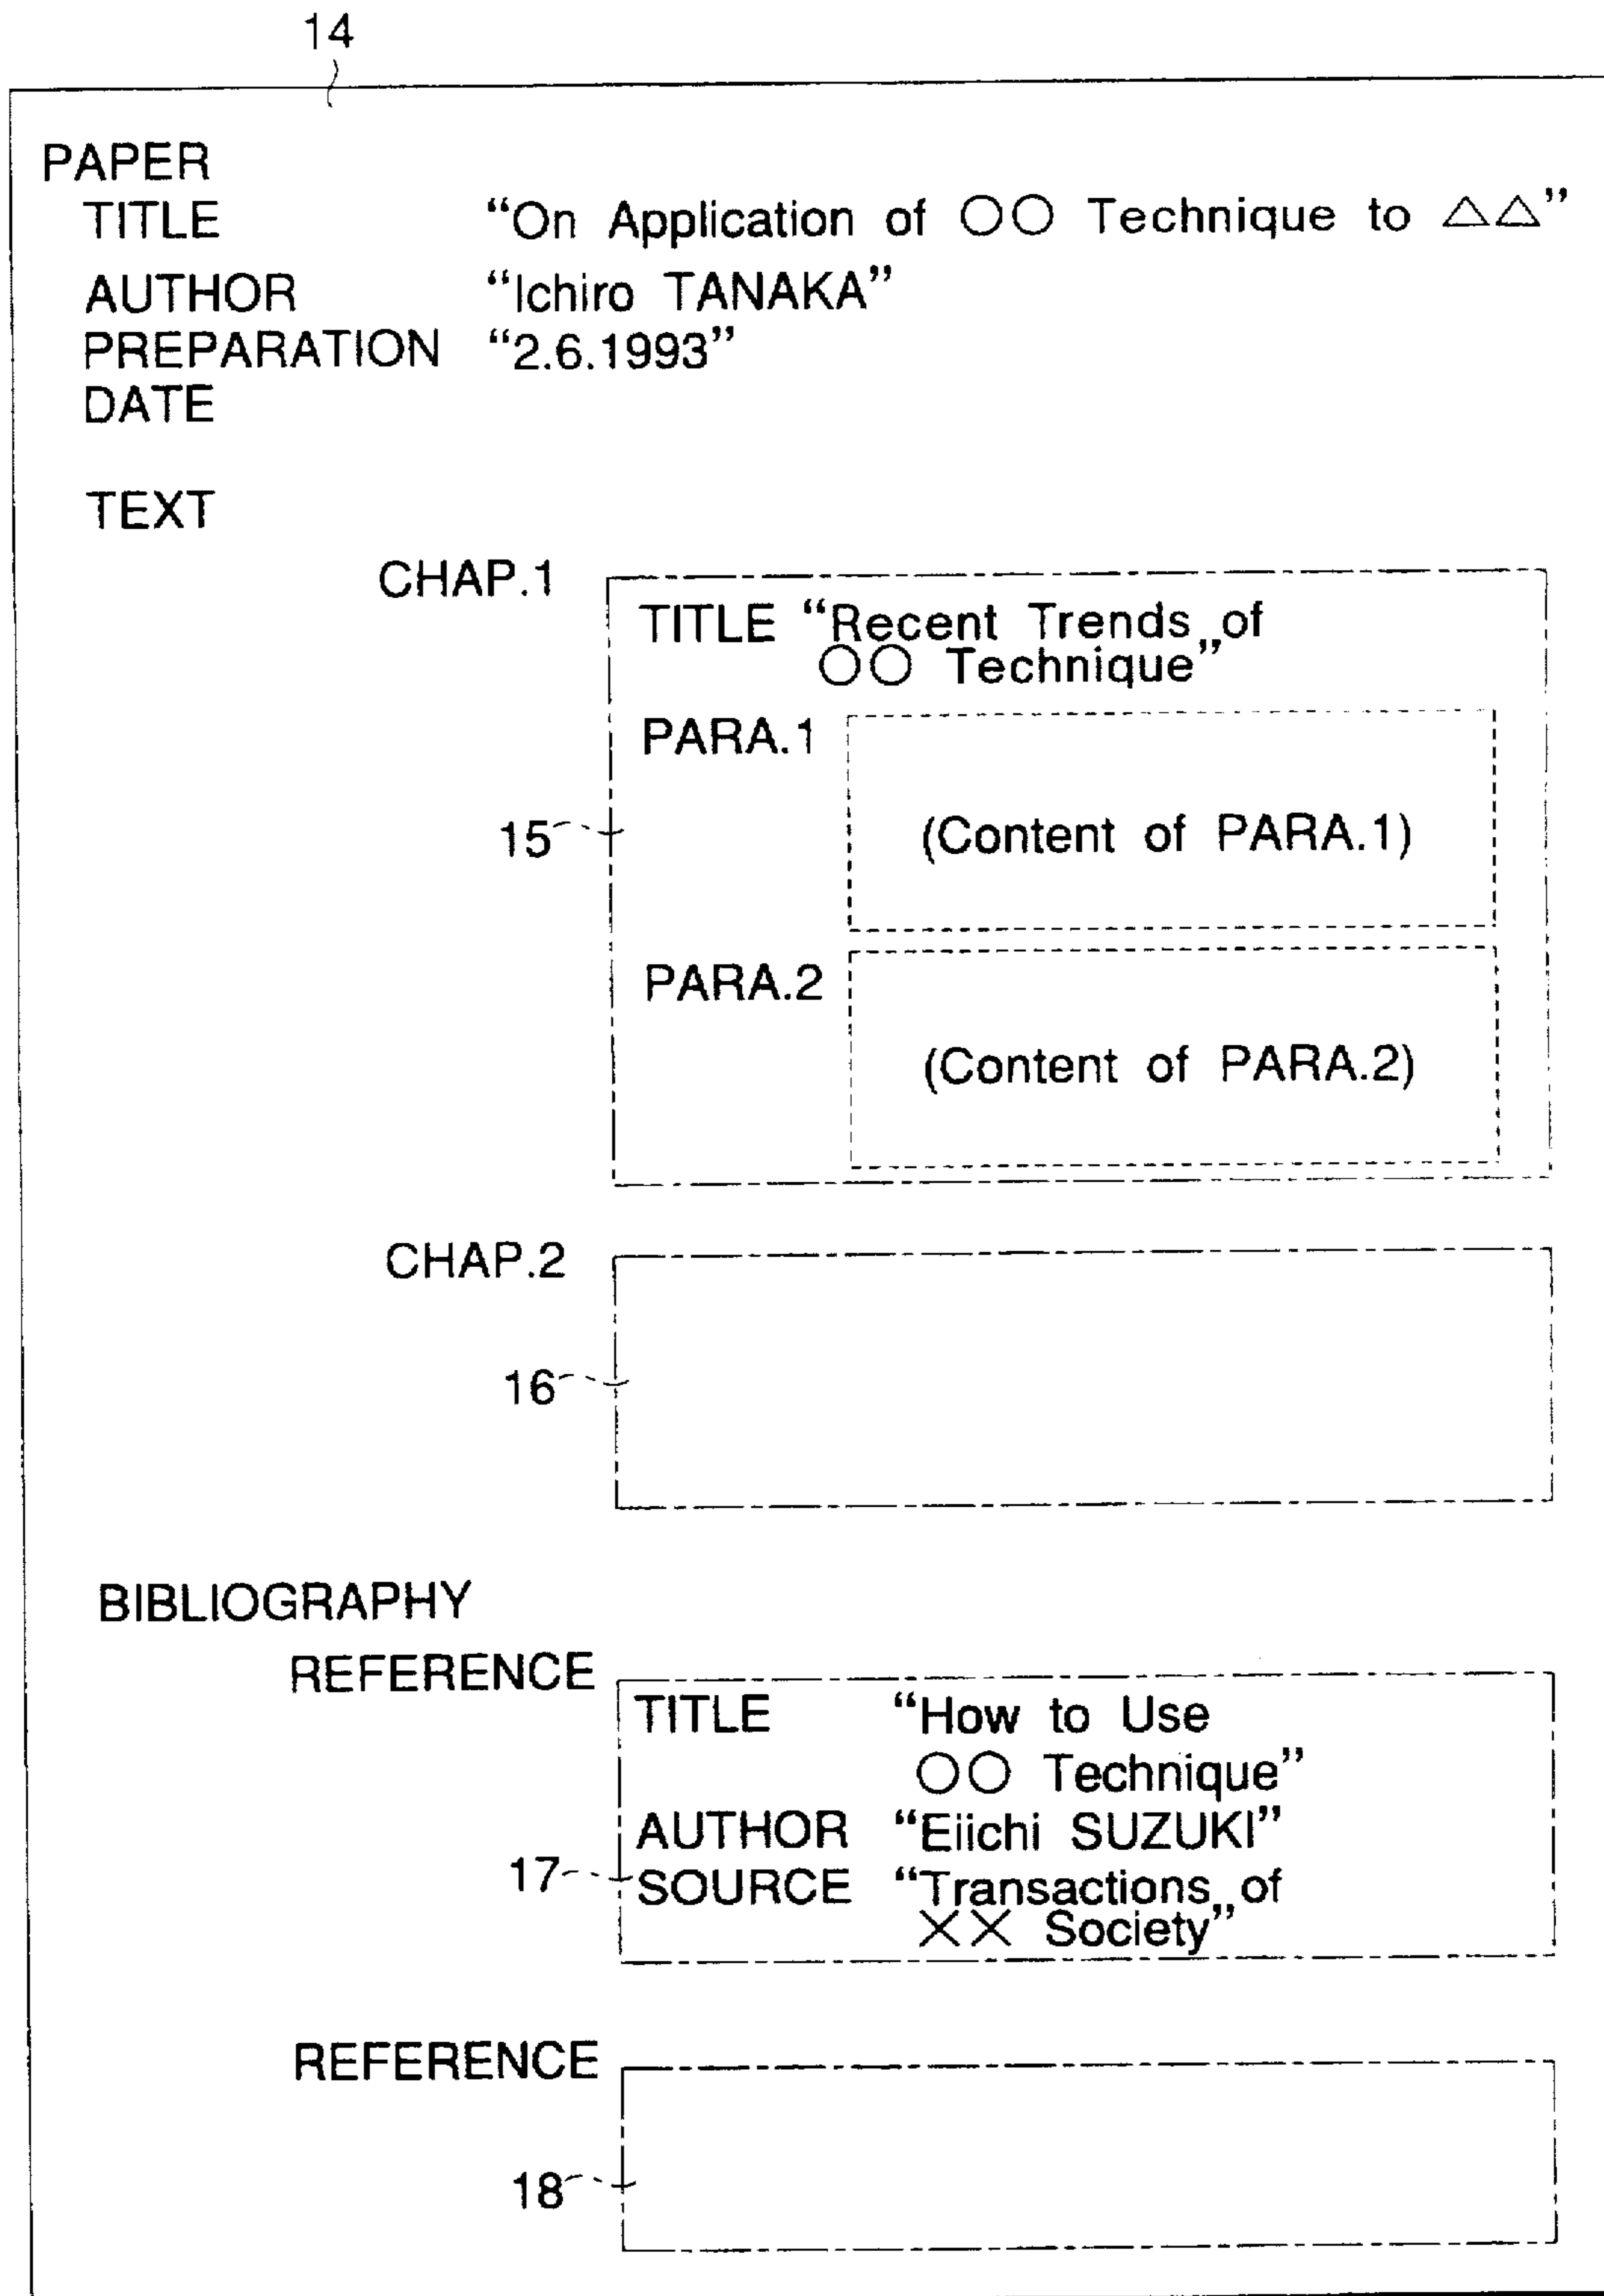 14
PAPER
TITLE “On Application of ○○ Technique to △△”
AUTHOR “Ichiro TANAKA”
PREPARATION “2.6.1993”
DATE
TEXT
CHAP.1
TITLE “Recent Trends of
○○ Technique”
PARA.1
15
(Content of PARA.1)
PARA.2
(Content of PARA.2)
CHAP.2
16
BIBLIOGRAPHY
REFERENCE
TITLE “How to Use
○○ Technique”
AUTHOR “Eiichi SUZUKI”
17
SOURCE “Transactions of
×× Society”
REFERENCE
18